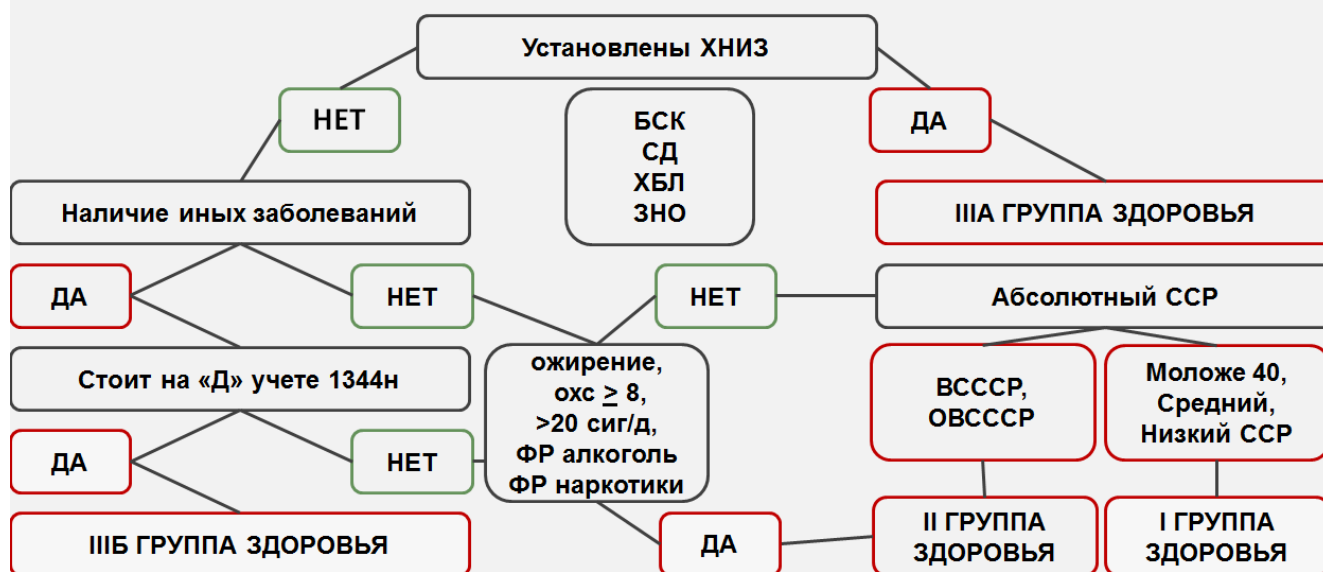 Установлены ХНИЗ
НЕТ
БСК
СД
ХБЛ
ЗНО
ДА
Наличие иных заболеваний
IIIА ГРУППА ЗДОРОВЬЯ
ДА
НЕТ
НЕТ
Абсолютный ССР
Стоит на «Д» учете 1344н
ожирение,
охс ≥ 8,
>20 сиг/д,
ФР алкоголь
ФР наркотики
ВСССР,
ОВСССР
Моложе 40,
Средний,
Низкий ССР
ДА
НЕТ
IIIБ ГРУППА ЗДОРОВЬЯ
ДА
II ГРУППА
ЗДОРОВЬЯ
I ГРУППА
ЗДОРОВЬЯ